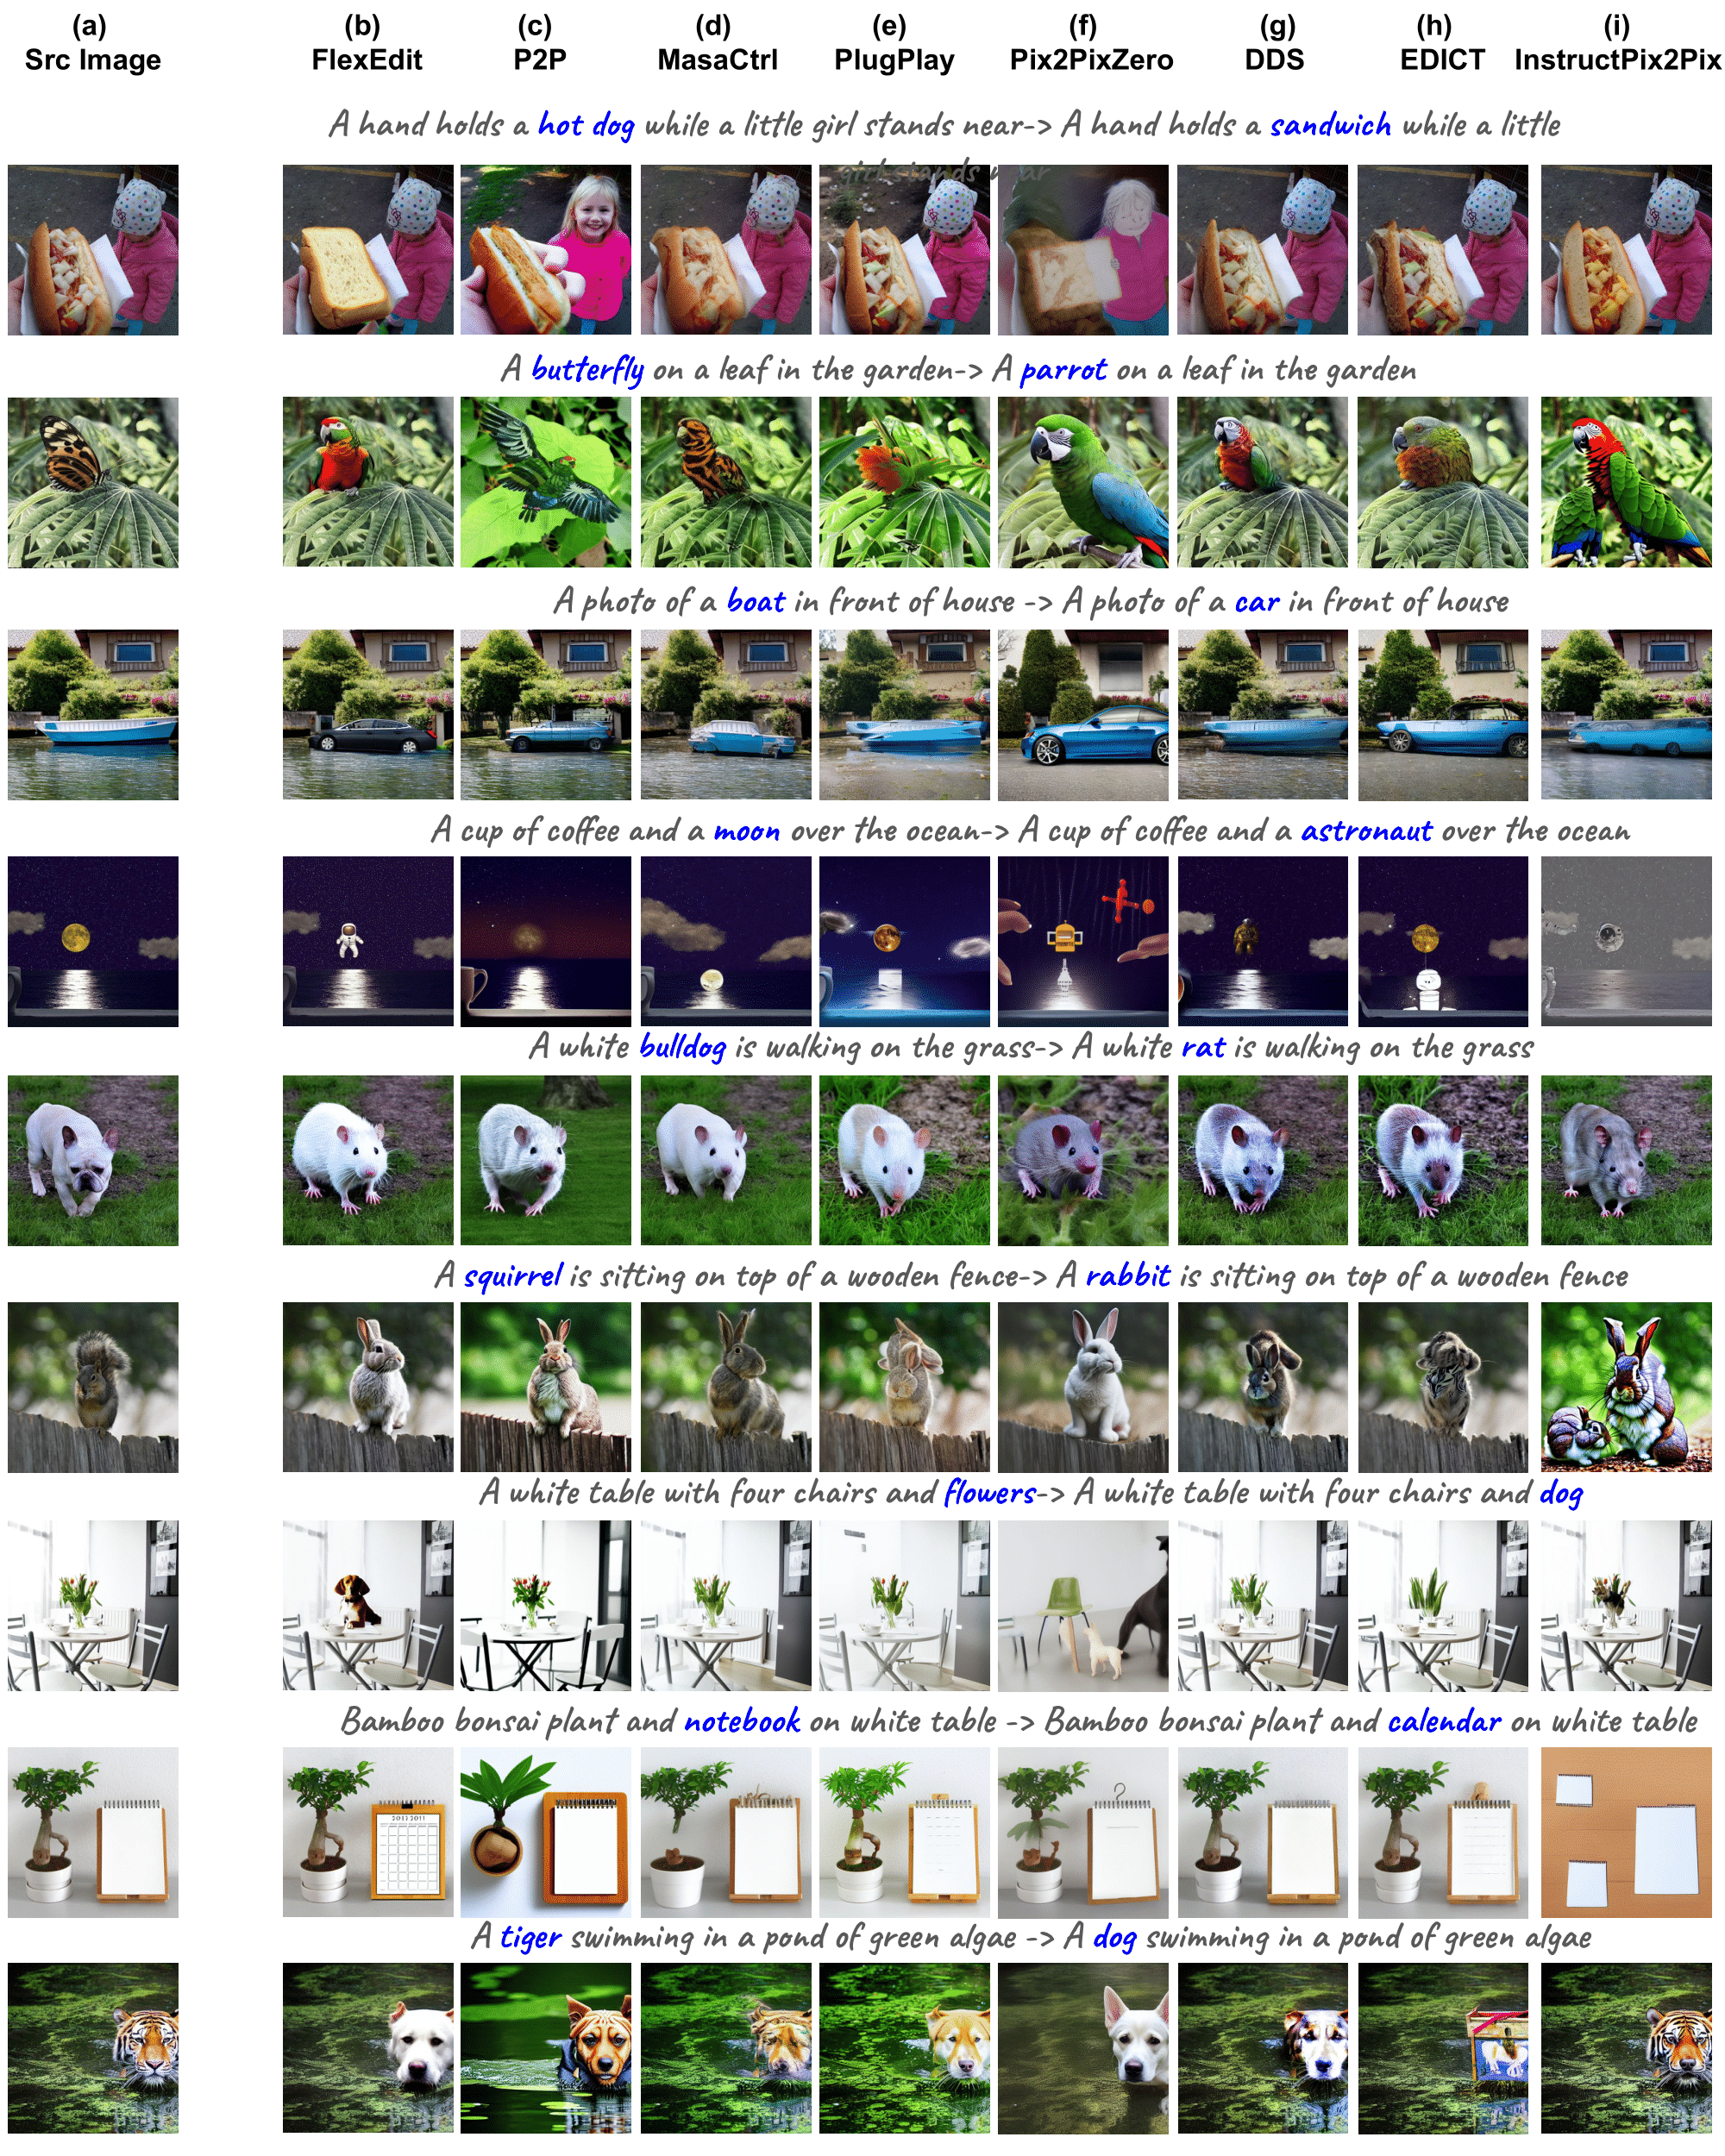 (a) (b) (c) (d) (e) (f) (g) (h) (i)
Src Image FlexEdit P2P MasaCtrl PlugPlay Pix2PixZero DDS EDICT InstructPix2Pix
A hand holds a hot dog while a little girl stands near-> A hand holds a sandwich while a little
girl stands near
A butterfly on a leaf in the garden-> A parrot on a leaf in the garden
A photo of a boat in front of house -> A photo of a car in front of house
A cup of coffee and a moon over the ocean-> A cup of coffee and a astronaut over the ocean
A white bulldog is walking on the grass-> A white rat is walking on the grass
A squirrel is sitting on top of a wooden fence-> A rabbit is sitting on top of a wooden fence
A white table with four chairs and flowers-> A white table with four chairs and dog
Bamboo bonsai plant and notebook on white table -> Bamboo bonsai plant and calendar on white table
A tiger swimming in a pond of green algae -> A dog swimming in a pond of green algae